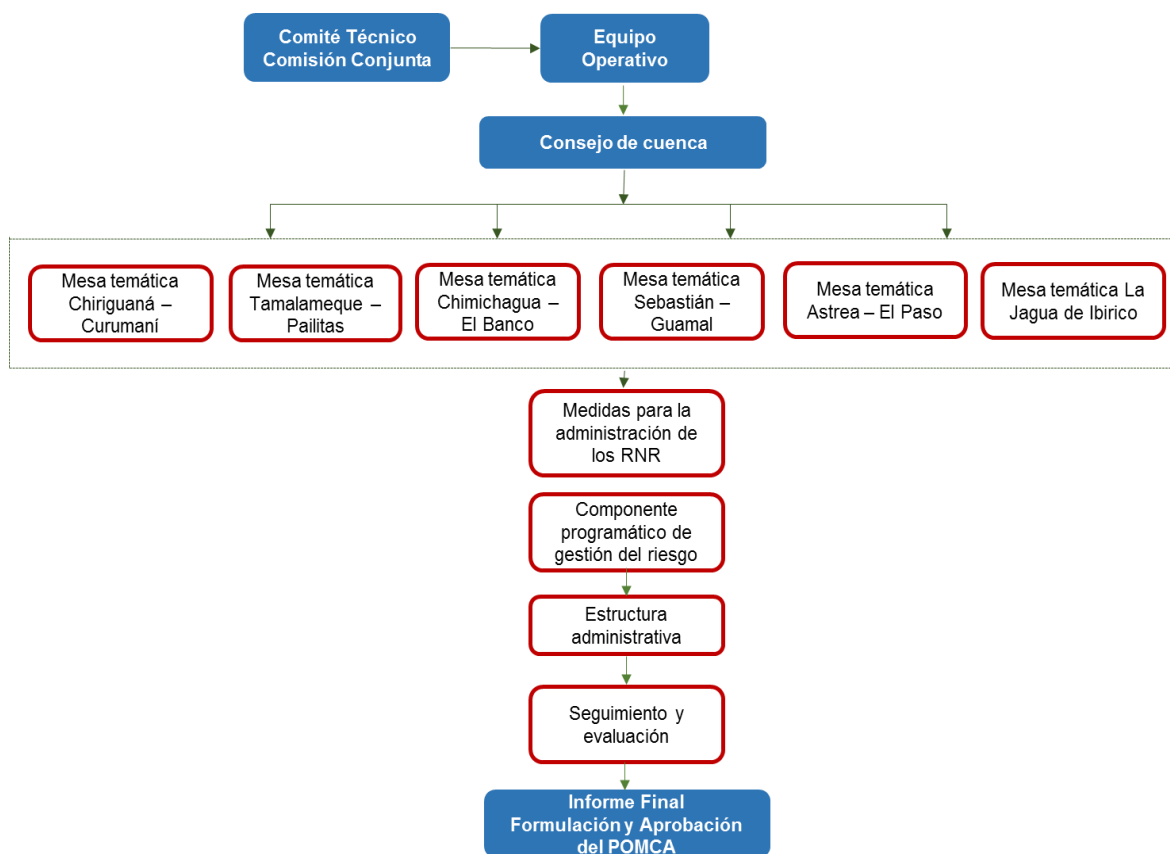 Comité Técnico
Comisión Conjunta
Equipo
Operativo
Consejo de cuenca
Mesa temática
Chiriguaná –
Curumaní
Mesa temática
Tamalameque –
Pailitas
Mesa temática
Chimichagua –
El Banco
Mesa temática
Sebastián –
Guamal
Mesa temática
Astrea – El Paso
Mesa temática La
Jagua de Ibirico
Medidas para la
administración de
los RNR
Componente
programático de
gestión del riesgo
Estructura
administrativa
Seguimiento y
evaluación
Informe Final
Formulación y Aprobación
del POMCA